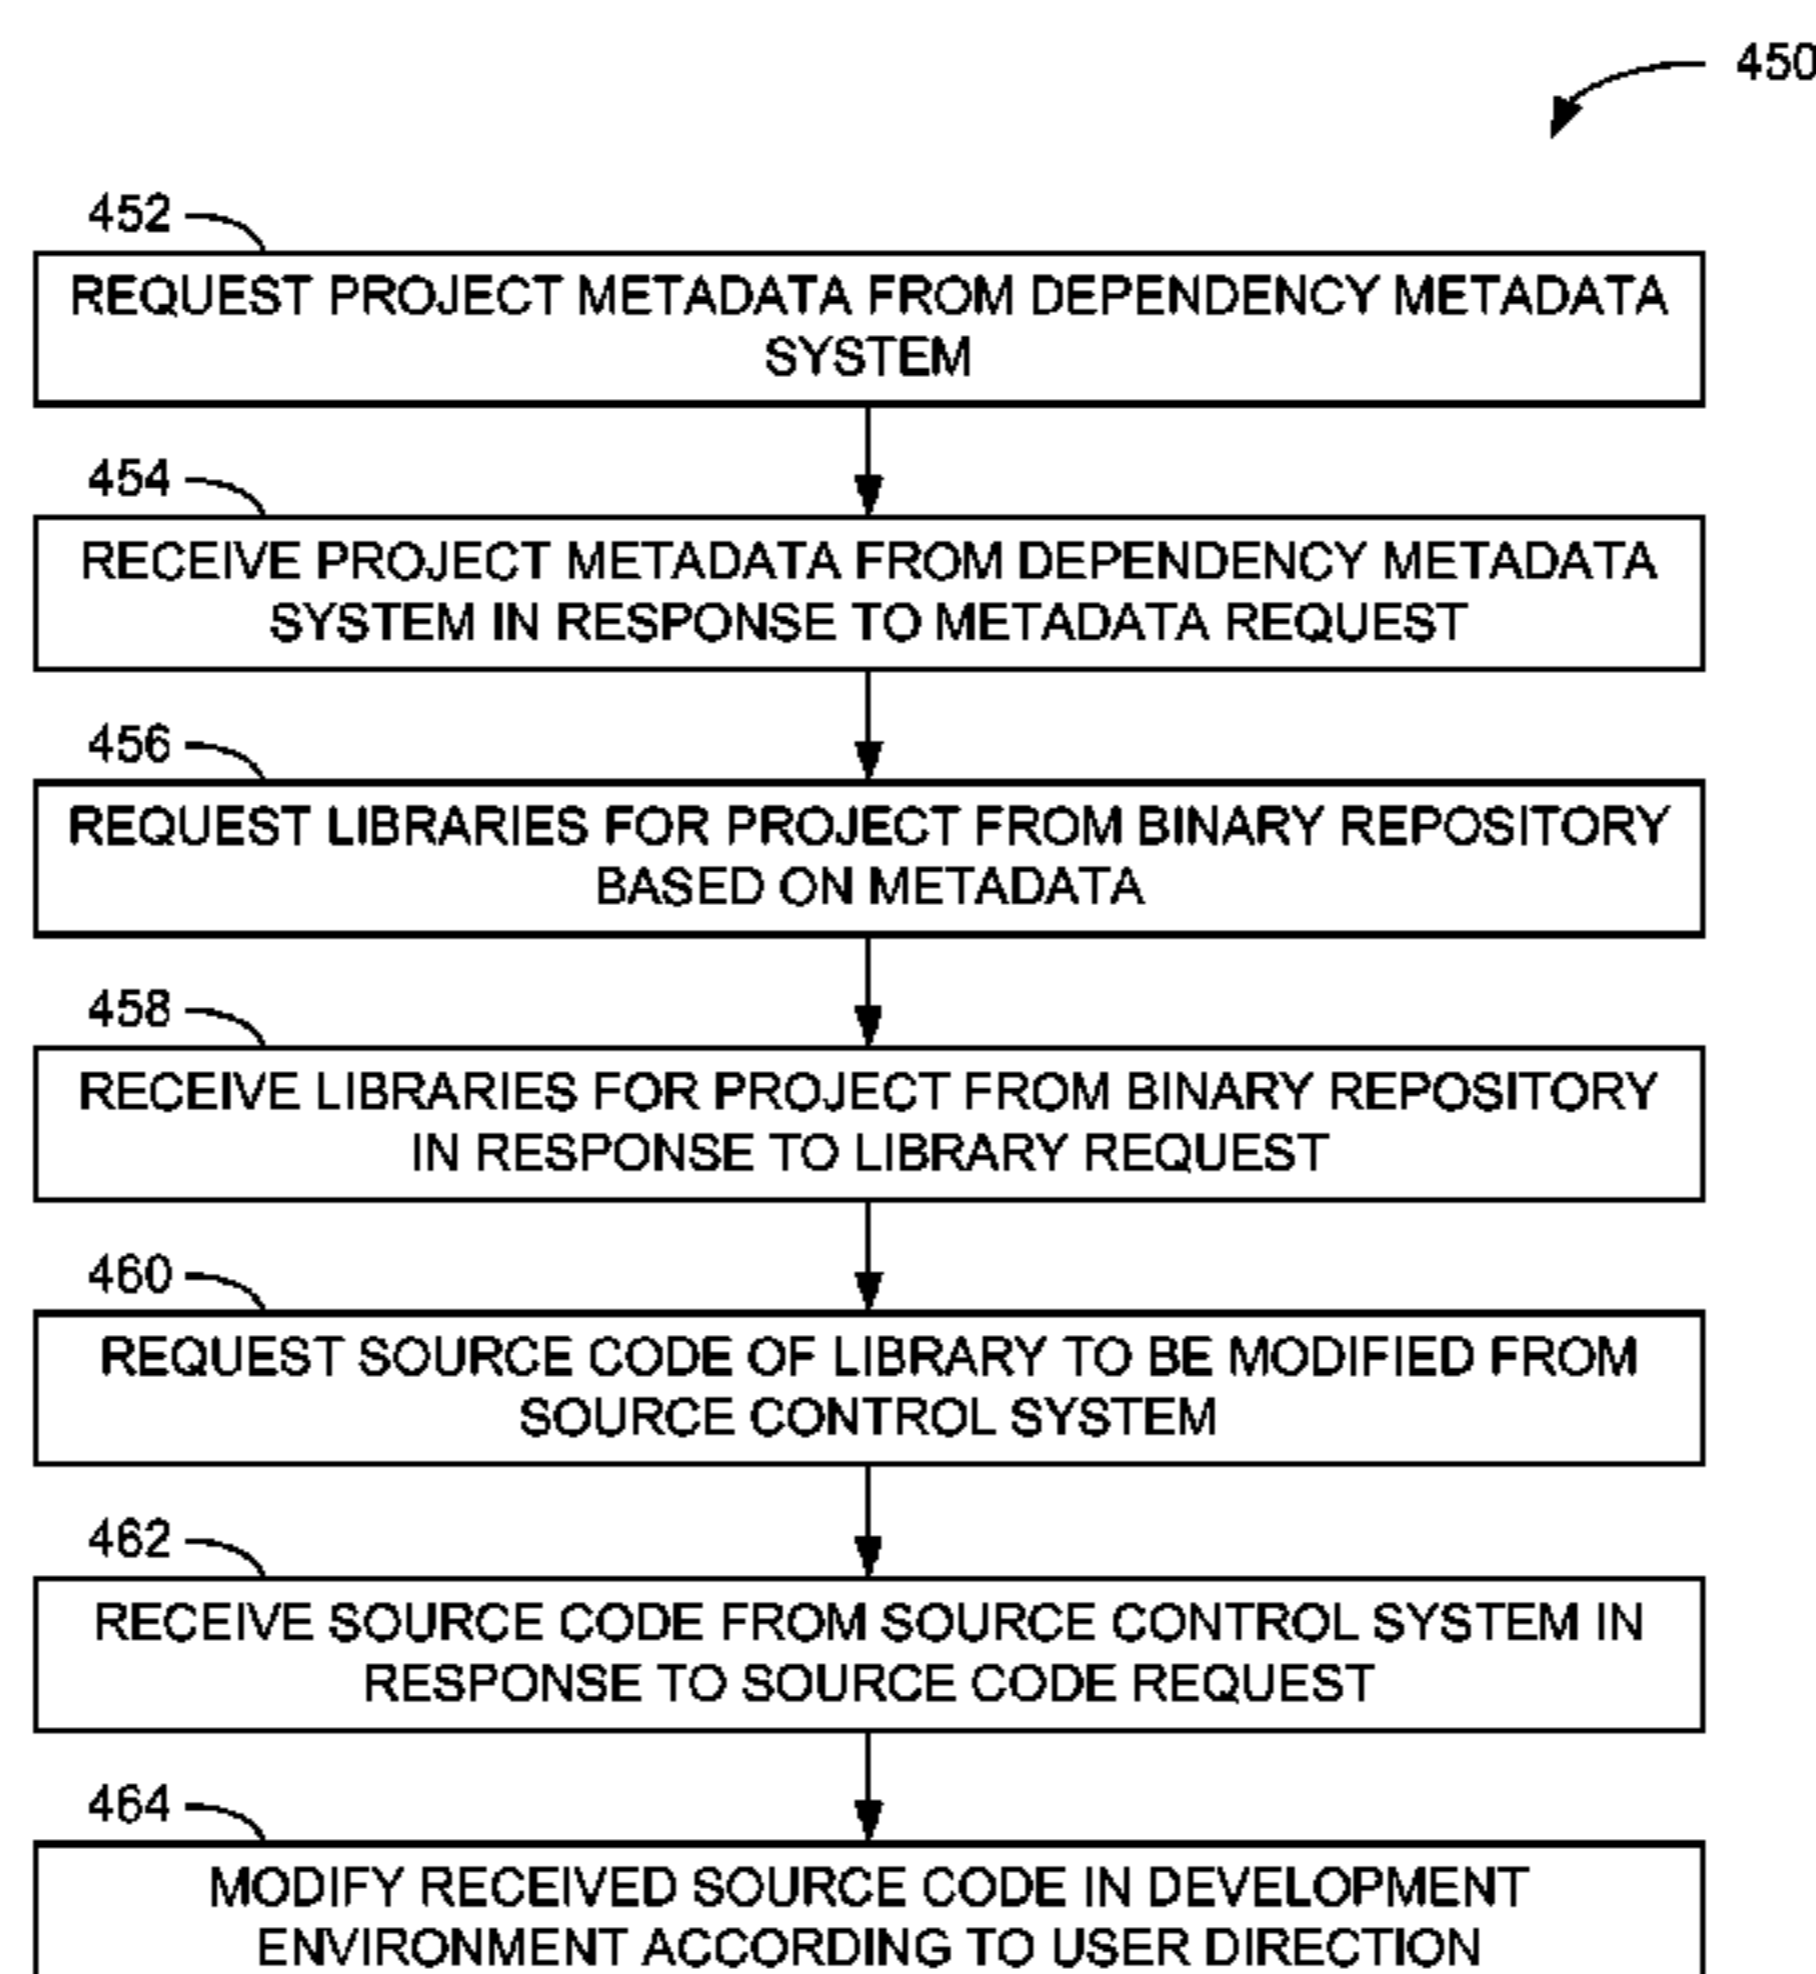 450
452
REQUEST PROJECT METADATA FROM DEPENDENCY METADATA
SYSTEM
454
RECEIVE PROJECT METADATA FROM DEPENDENCY METADATA
SYSTEM IN RESPONSE TO METADATA REQUEST
456
REQUEST LIBRARIES FOR PROJECT FROM BINARY REPOSITORY
BASED ON METADATA
458
RECEIVE LIBRARIES FOR PROJECT FROM BINARY REPOSITORY
IN RESPONSE TO LIBRARY REQUEST
460
REQUEST SOURCE CODE OF LIBRARY TO BE MODIFIED FROM
SOURCE CONTROL SYSTEM
462
RECEIVE SOURCE CODE FROM SOURCE CONTROL SYSTEM IN
RESPONSE TO SOURCE CODE REQUEST
464
MODIFY RECEIVED SOURCE CODE IN DEVELOPMENT
ENVIRONMENT ACCORDING TO USER DIRECTION